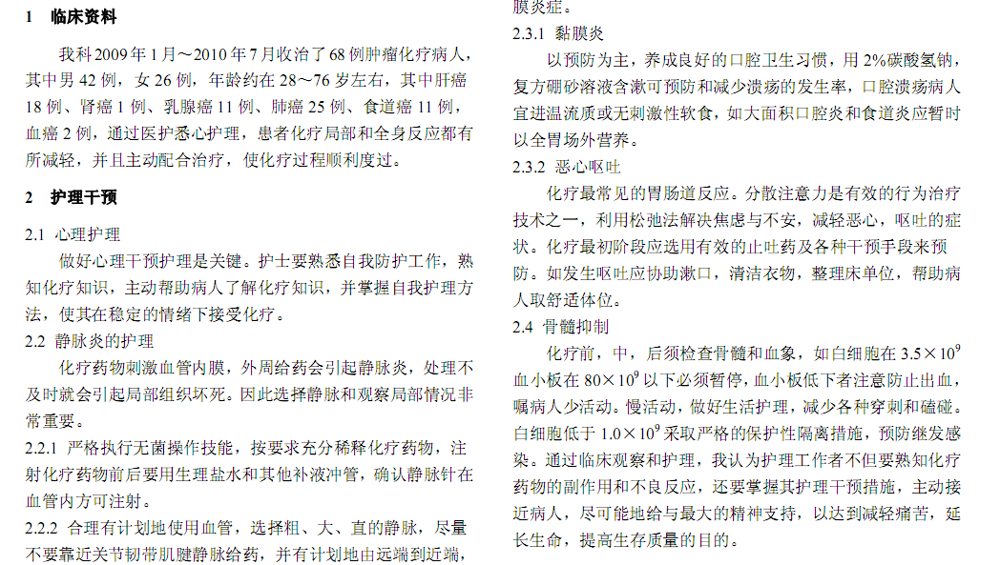 1 临床资料
我科2009年1月～2010年7月收治了68例肿瘤化疗病人，
其中男42例，女26例，年龄约在28～76岁左右，其中肝癌
18例、肾癌1例、乳腺癌11例、肺癌25例、食道癌11例，
血癌2例，通过医护悉心护理，患者化疗局部和全身反应都有
所减轻，并且主动配合治疗，使化疗过程顺利度过。
2 护理干预
2.1 心理护理
做好心理干预护理是关键。护士要熟悉自我防护工作，熟
知化疗知识，主动帮助病人了解化疗知识，并掌握自我护理方
法，使其在稳定的情绪下接受化疗。
2.2 静脉炎的护理
化疗药物刺激血管内膜，外周给药会引起静脉炎，处理不
及时就会引起局部组织坏死。因此选择静脉和观察局部情况非
常重要。
2.2.1 严格执行无菌操作技能，按要求充分稀释化疗药物，注
射化疗药物前后要用生理盐水和其他补液冲管，确认静脉针在
血管内方可注射。
2.2.2 合理有计划地使用血管，选择粗、大、直的静脉，尽量
不要靠近关节韧带肌腱静脉给药，并有计划地由远端到近端，
膜炎症。
2.3.1 黏膜炎
以预防为主，养成良好的口腔卫生习惯，用2%碳酸氢钠，
复方硼砂溶液含漱可预防和减少溃疡的发生率，口腔溃疡病人
宜进温流质或无刺激性软食，如大面积口腔炎和食道炎应暂时
以全胃场外营养。
2.3.2 恶心呕吐
化疗最常见的胃肠道反应。分散注意力是有效的行为治疗
技术之一，利用松弛法解决焦虑与不安，减轻恶心，呕吐的症
状。化疗最初阶段应选用有效的止吐药及各种干预手段来预
防。如发生呕吐应协助漱口，清洁衣物，整理床单位，帮助病
人取舒适体位。
2.4 骨髓抑制
化疗前，中，后须检查骨髓和血象，如白细胞在3.5×10⁹
血小板在80×10⁹以下必须暂停，血小板低下者注意防止出血，
嘱病人少活动。慢活动，做好生活护理，减少各种穿刺和磕碰。
白细胞低于1.0×10⁹采取严格的保护性隔离措施，预防继发感
染。通过临床观察和护理，我认为护理工作者不但要熟知化疗
药物的副作用和不良反应，还要掌握其护理干预措施，主动接
近病人，尽可能地给与最大的精神支持，以达到减轻痛苦，延
长生命，提高生存质量的目的。